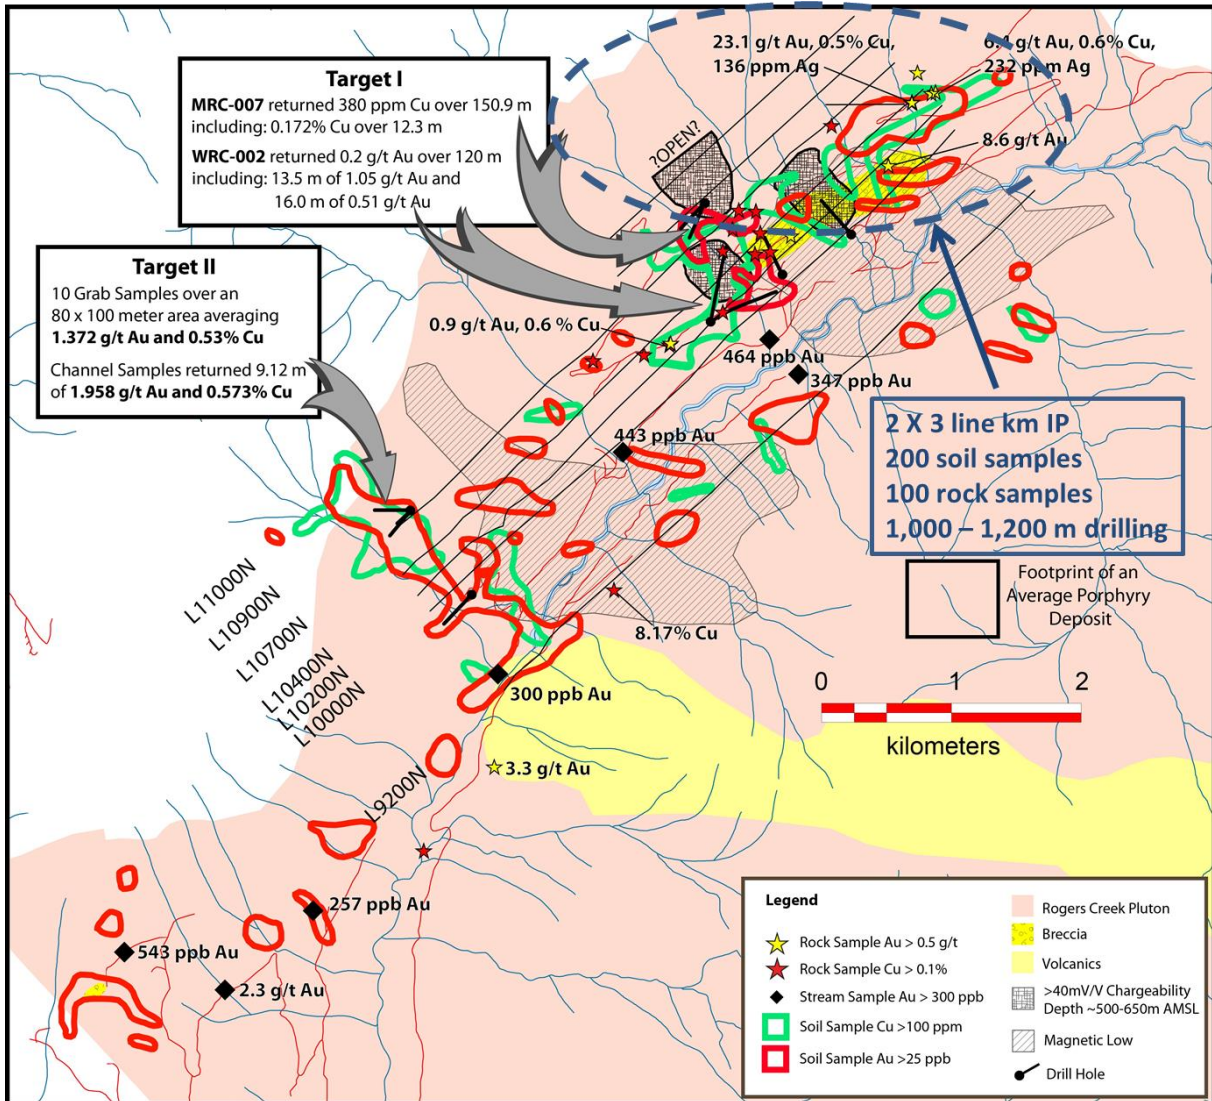 Target I
MRC-007 returned 380 ppm Cu over 150.9 m
including: 0.172% Cu over 12.3 m
WRC-002 returned 0.2 g/t Au over 120 m
including: 13.5 m of 1.05 g/t Au and
16.0 m of 0.51 g/t Au
23.1 g/t Au, 0.5% Cu,
136 ppm Ag
6.4 g/t Au, 0.6% Cu,
232 ppm Ag
8.6 g/t Au
?OPEN?
Target II
10 Grab Samples over an
80 x 100 meter area averaging
1.372 g/t Au and 0.53% Cu
Channel Samples returned 9.12 m
of 1.958 g/t Au and 0.573% Cu
0.9 g/t Au, 0.6 % Cu
464 ppb Au
347 ppb Au
443 ppb Au
2 X 3 line km IP
200 soil samples
100 rock samples
1,000 – 1,200 m drilling
Footprint of an
Average Porphyry
Deposit
L11000N
L10900N
L10700N
L10400N
L10200N
L10000N
L9200N
8.17% Cu
300 ppb Au
0 1 2
kilometers
3.3 g/t Au
257 ppb Au
543 ppb Au
2.3 g/t Au
Legend
Rock Sample Au > 0.5 g/t
Rock Sample Cu > 0.1%
Stream Sample Au > 300 ppb
Soil Sample Cu >100 ppm
Soil Sample Au >25 ppb
Rogers Creek Pluton
Breccia
Volcanics
>40mV/V Chargeability
Depth ~500-650m AMSL
Magnetic Low
Drill Hole